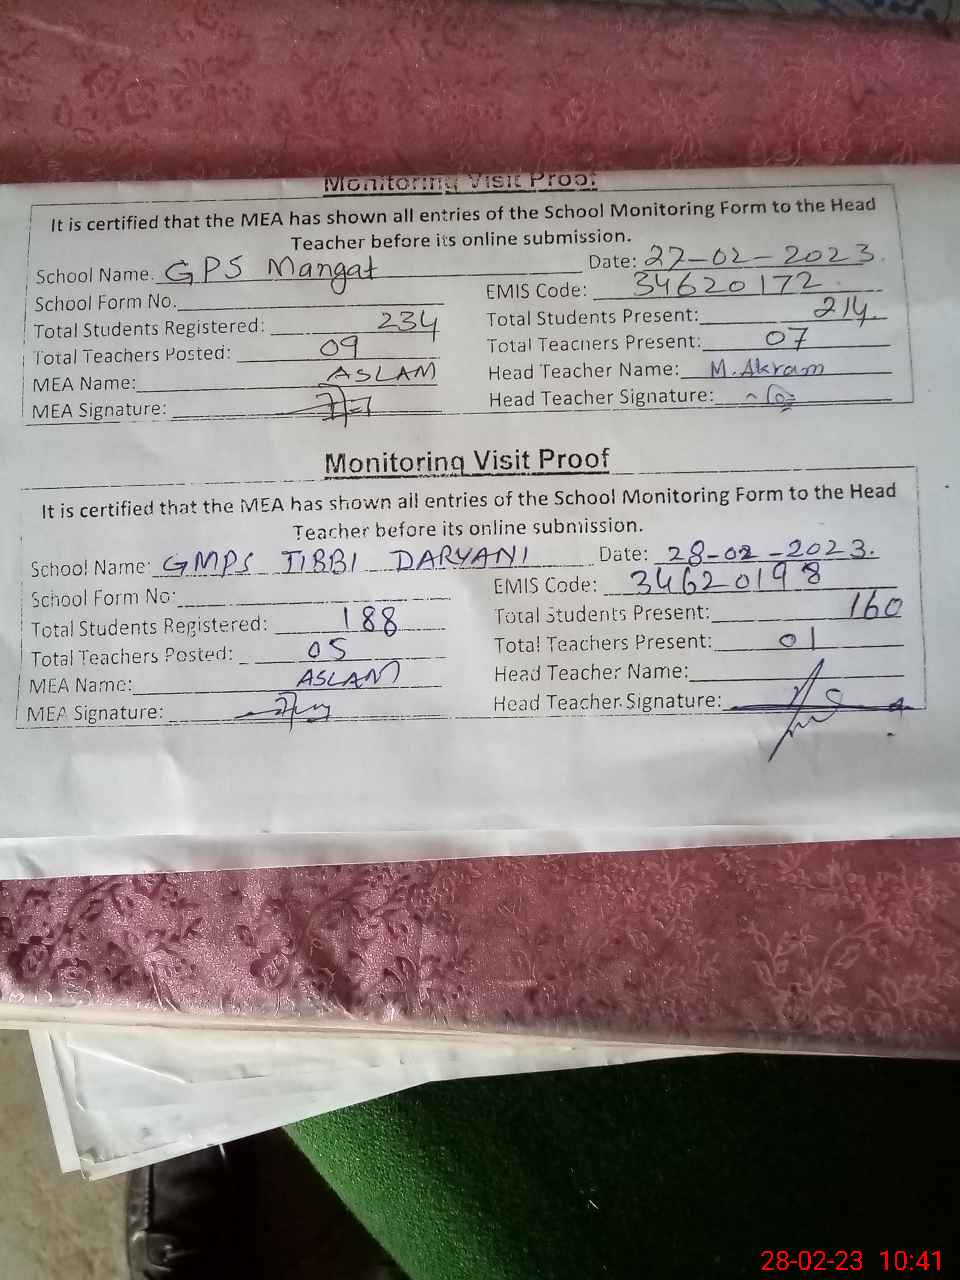 Monitoring Visit Proof
It is certified that the MEA has shown all entries of the School Monitoring Form to the Head
Teacher before its online submission.
School Name. GPS Mangat Date: 27-02-2023.
School Form No. EMIS Code: 34620172
Total Students Registered: 234 Total Students Present: 214.
Total Teachers Posted: 09 Total Teachers Present: 07
MEA Name: ASLAM Head Teacher Name: M. Akram
MEA Signature: Head Teacher Signature:
Monitoring Visit Proof
It is certified that the MEA has shown all entries of the School Monitoring Form to the Head
Teacher before its online submission.
School Name: GMPS TIBBI DARYANI Date: 28-02-2023.
School Form No: EMIS Code: 34620198
Total Students Registered: 188 Total Students Present: 160
Total Teachers Posted: 05 Total Teachers Present: 01
MEA Name: ASLAM Head Teacher Name:
MEA Signature: Head Teacher Signature:
28-02-23 10:41